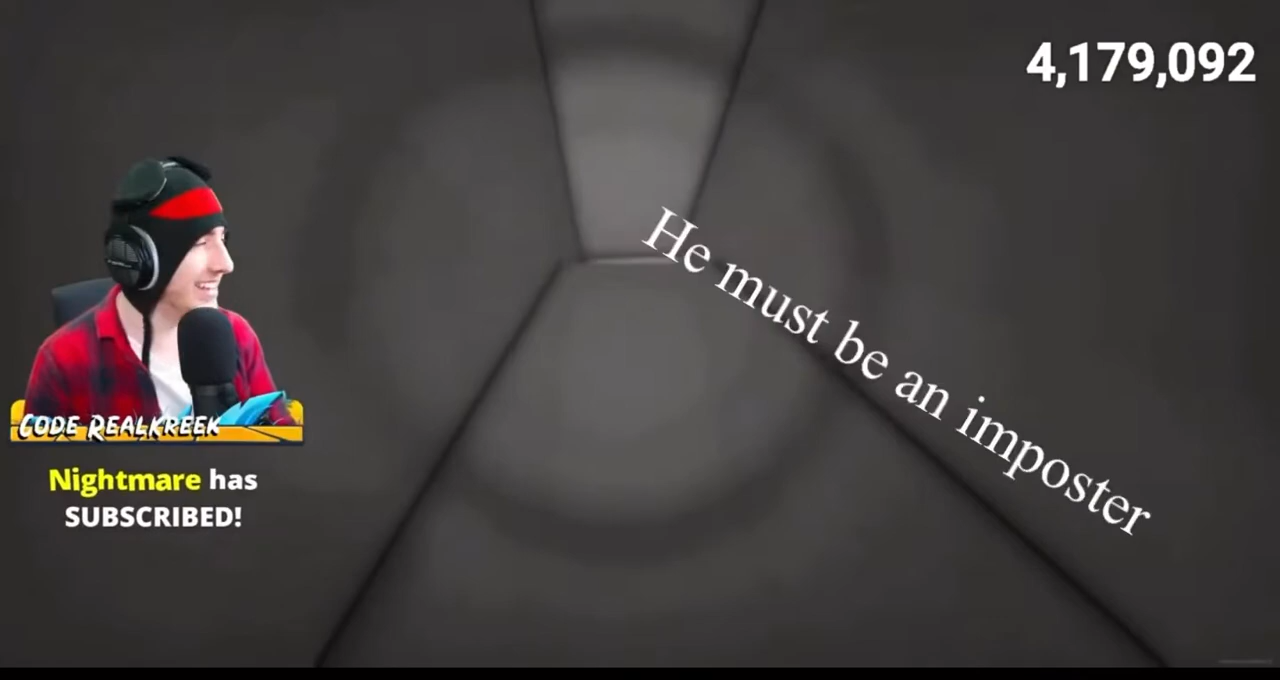 4,179,092
He must be an imposter
CODE REALKREEK
Nightmare has
SUBSCRIBED!